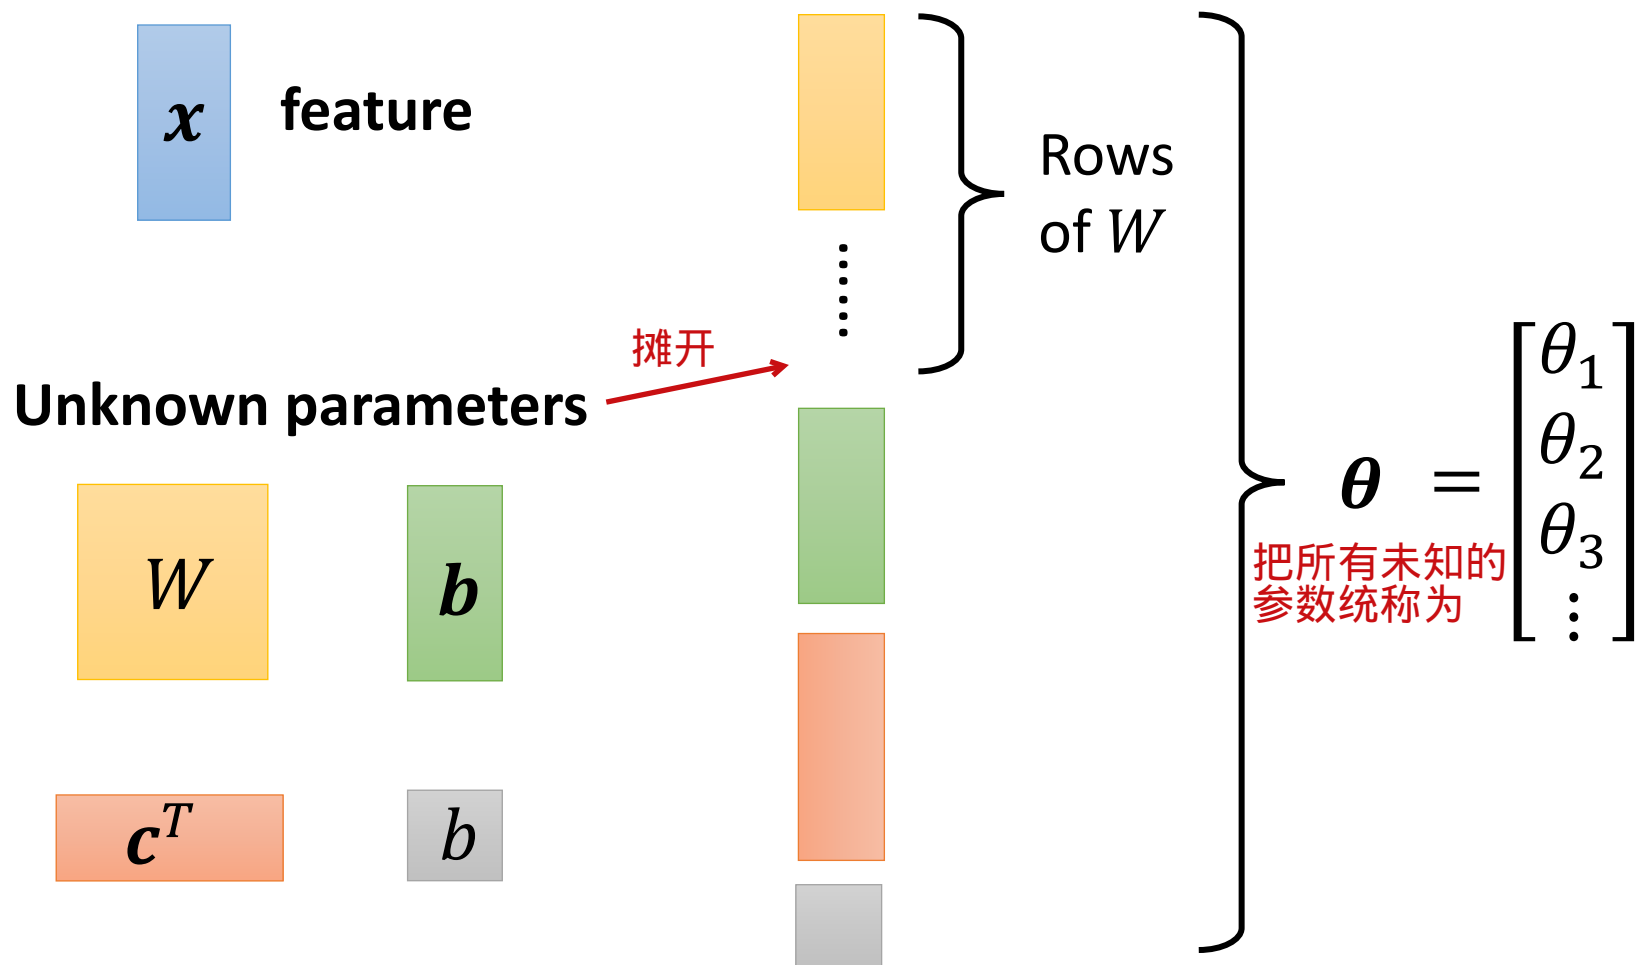 x
feature
Rows
of W
摊开
Unknown parameters
W
b
c^T
b
θ = [θ₁ θ₂ θ₃ ⋮]
把所有未知的
参数统称为